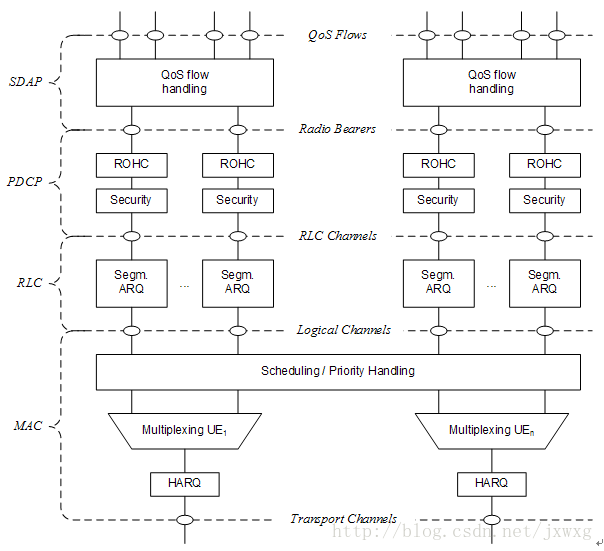 QoS Flows
SDAP
QoS flow
handling
QoS flow
handling
Radio Bearers
PDCP
ROHC
ROHC
ROHC
ROHC
Security
Security
Security
Security
RLC Channels
RLC
Segm.
ARQ
...
Segm.
ARQ
Segm.
ARQ
...
Segm.
ARQ
Logical Channels
MAC
Scheduling / Priority Handling
Multiplexing UE1
Multiplexing UEn
HARQ
HARQ
Transport Channels
http://blog.csdn.net/jxwxg